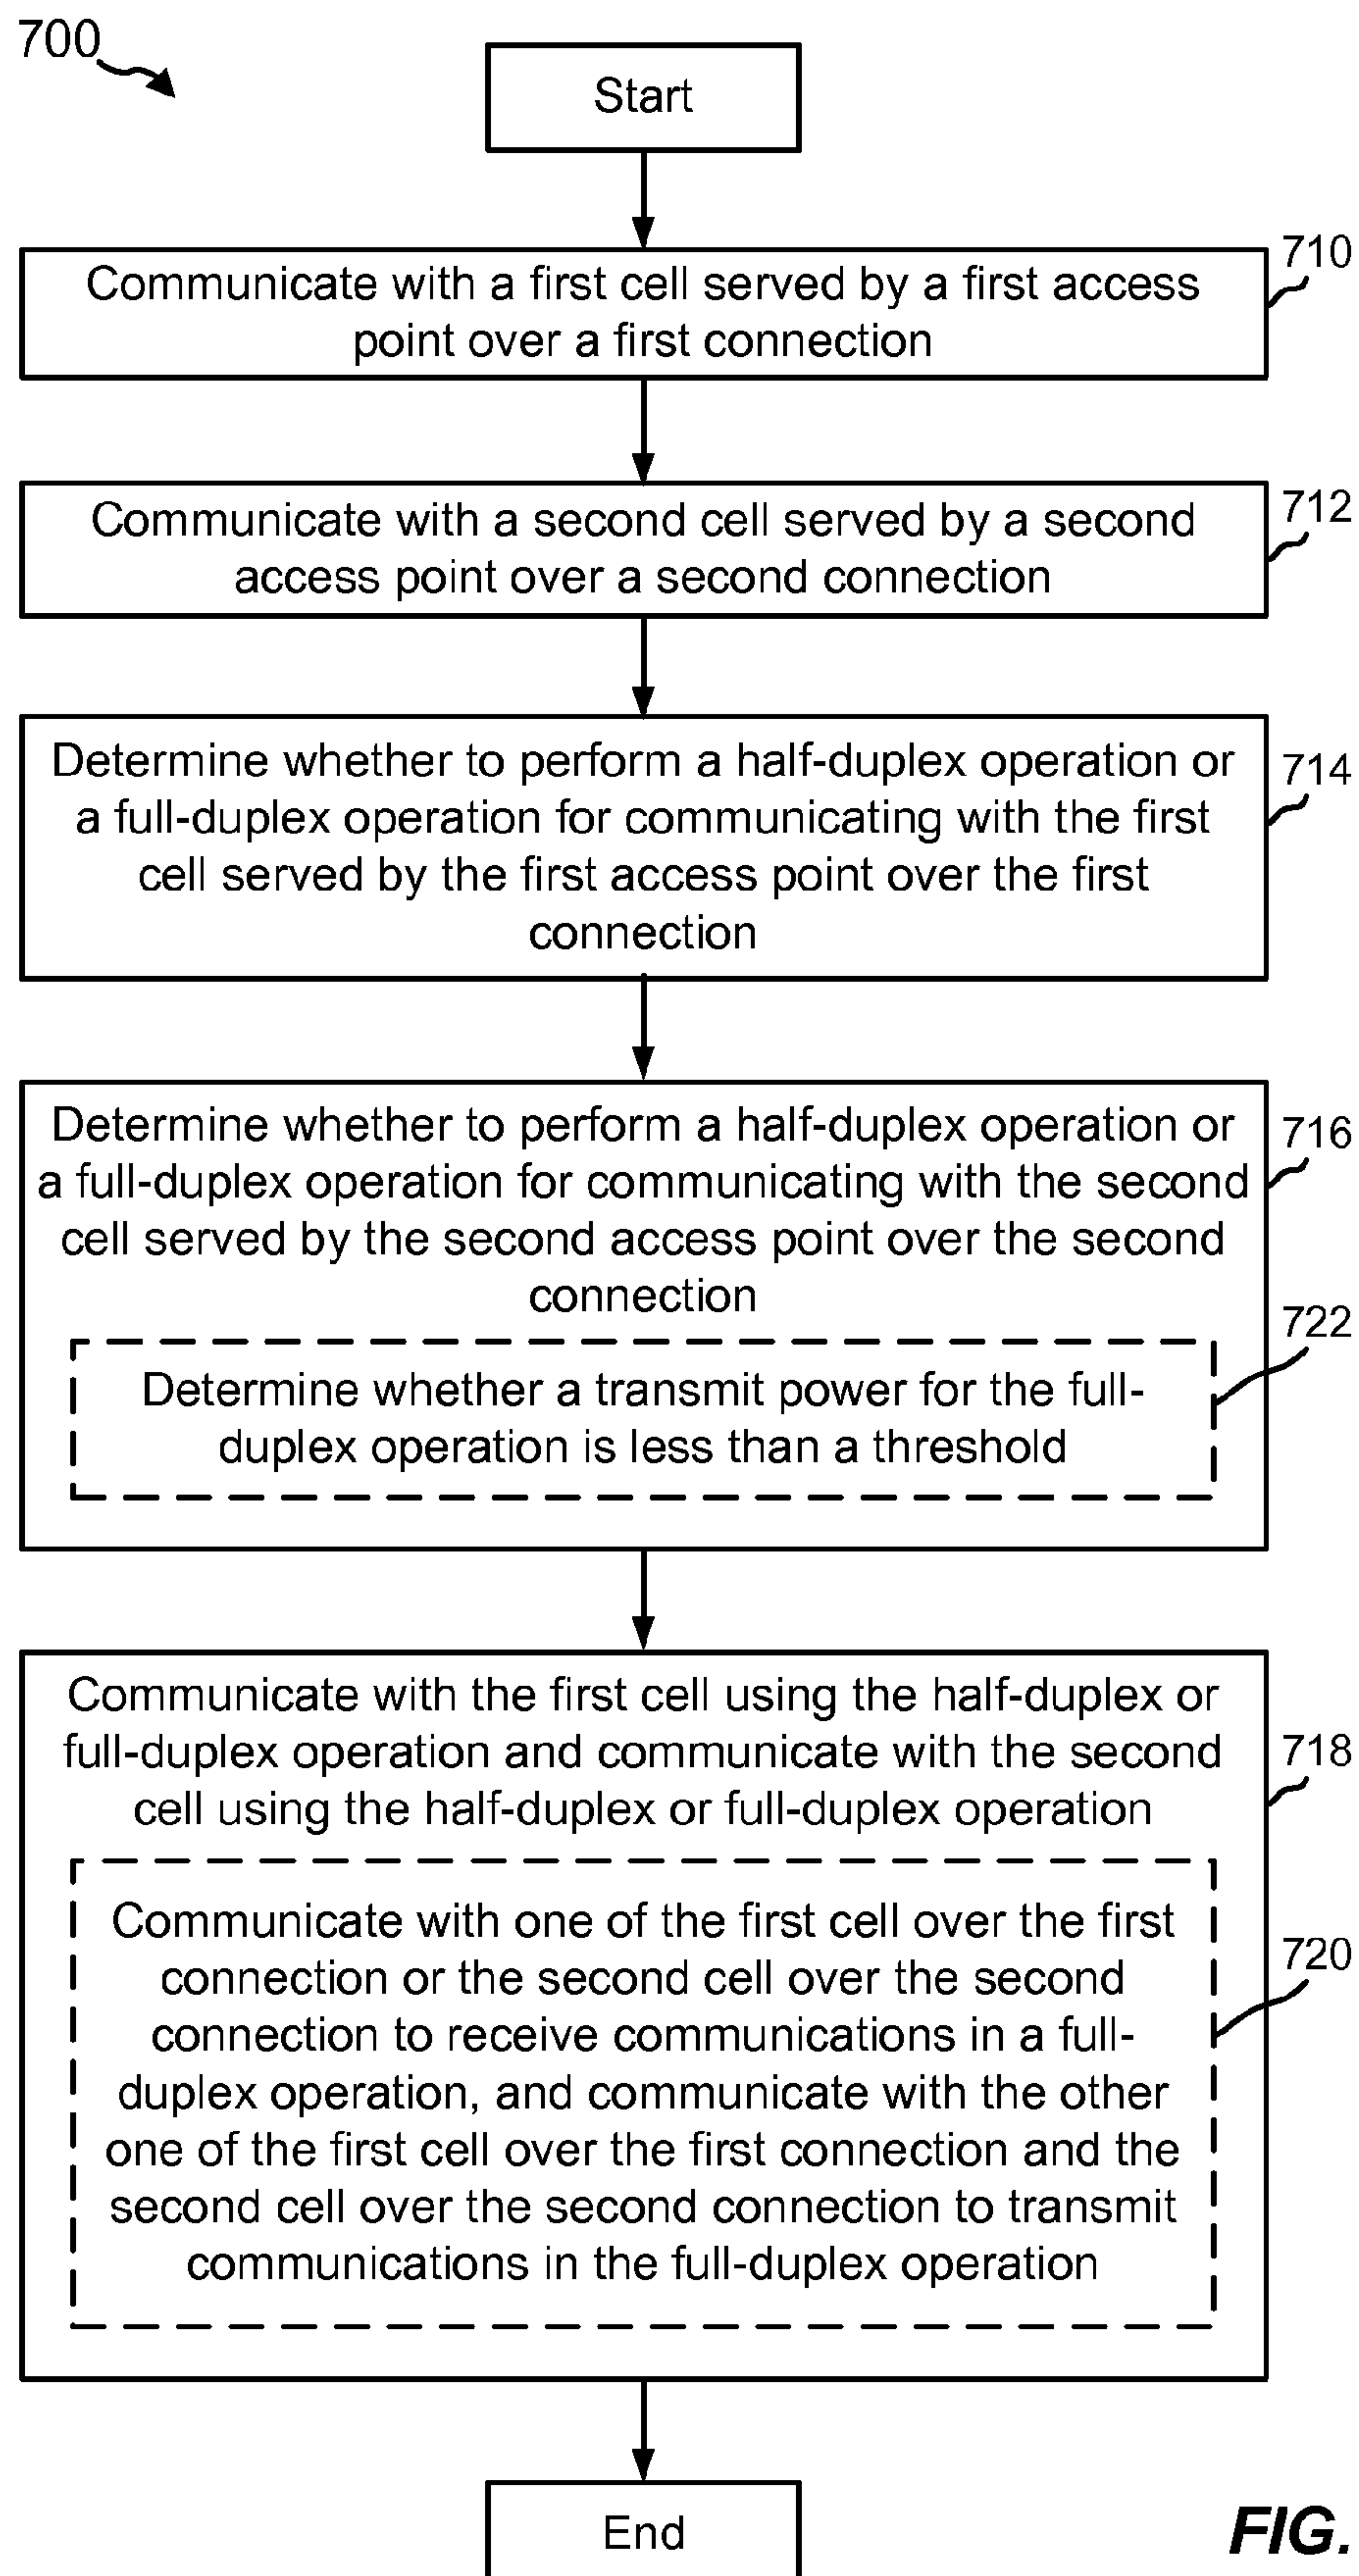 700
Start
710
Communicate with a first cell served by a first access
point over a first connection
712
Communicate with a second cell served by a second
access point over a second connection
714
Determine whether to perform a half-duplex operation or
a full-duplex operation for communicating with the first
cell served by the first access point over the first
connection
716
Determine whether to perform a half-duplex operation or
a full-duplex operation for communicating with the second
cell served by the second access point over the second
connection
722
Determine whether a transmit power for the full-
duplex operation is less than a threshold
718
Communicate with the first cell using the half-duplex or
full-duplex operation and communicate with the second
cell using the half-duplex or full-duplex operation
720
Communicate with one of the first cell over the first
connection or the second cell over the second
connection to receive communications in a full-
duplex operation, and communicate with the other
one of the first cell over the first connection and the
second cell over the second connection to transmit
communications in the full-duplex operation
End
FIG.